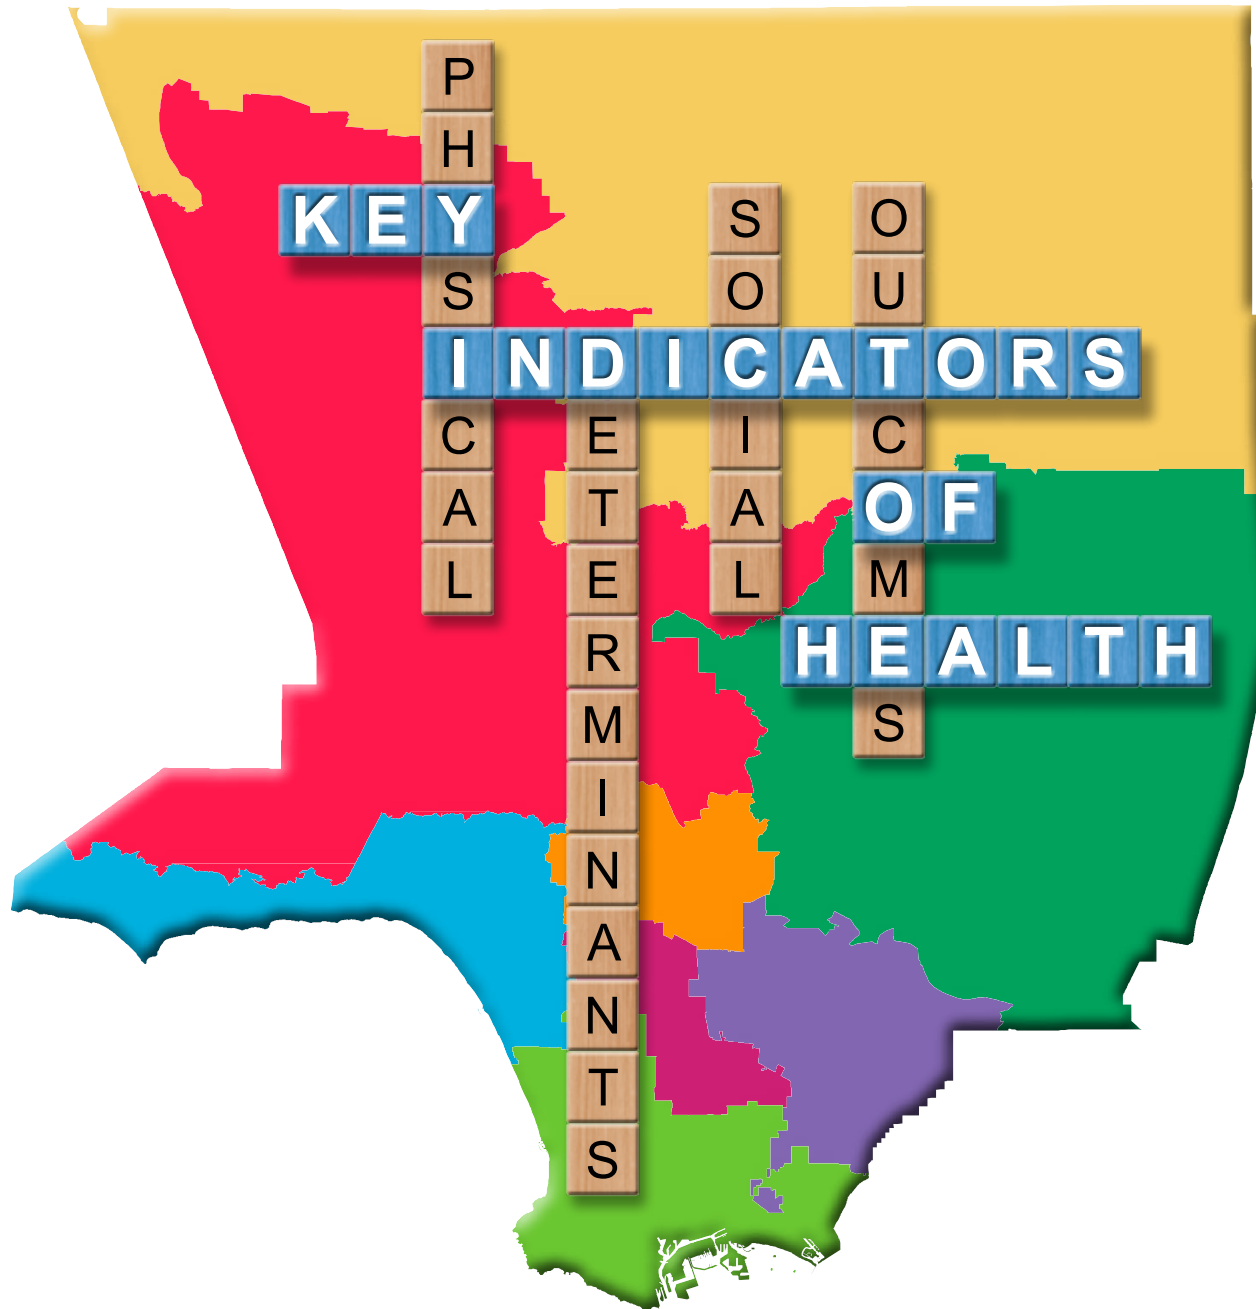 KEY
INDICATORS
OF
HEALTH
PHYSICAL
DETERMINANTS
SOCIAL
OUTCOMES